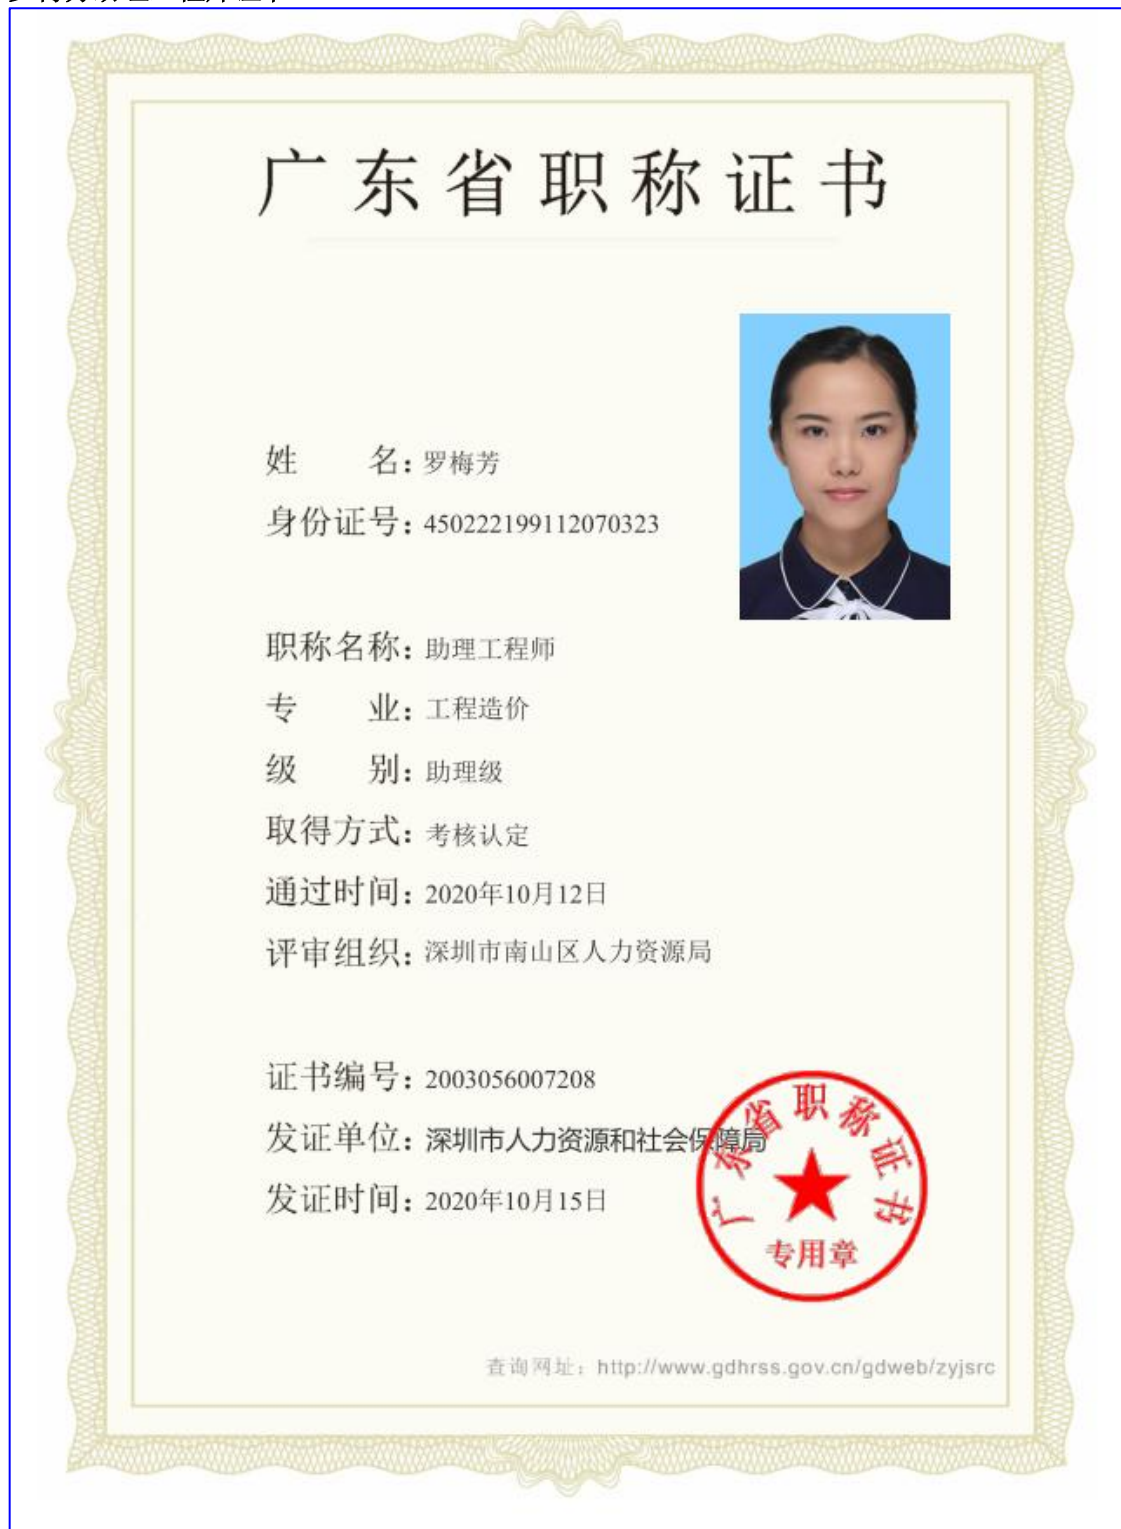 广东省职称证书
姓 名：罗梅芳
身份证号：450222199112070323
职称名称：助理工程师
专 业：工程造价
级 别：助理级
取得方式：考核认定
通过时间：2020年10月12日
评审组织：深圳市南山区人力资源局
证书编号：2003056007208
发证单位：深圳市人力资源和社会保障局
发证时间：2020年10月15日
广东省职称证书
专用章
查询网址：http://www.gdhrss.gov.cn/gdweb/zyjsrc